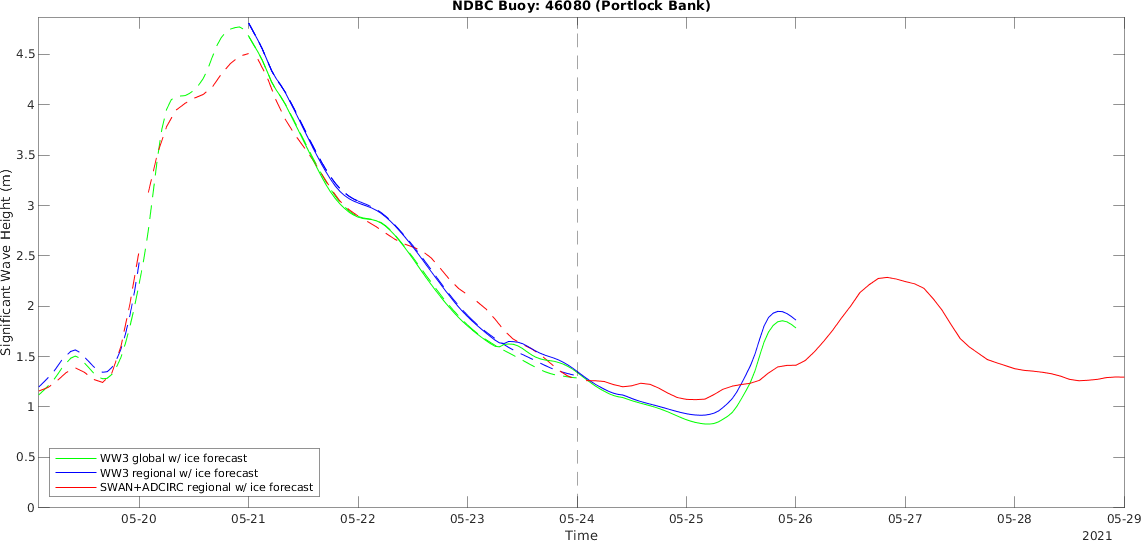 NDBC Buoy: 46080 (Portlock Bank)
Significant Wave Height (m)
4.5
4
3.5
3
2.5
2
1.5
1
0.5
0
WW3 global w/ ice forecast
WW3 regional w/ ice forecast
SWAN+ADCIRC regional w/ ice forecast
05-20 05-21 05-22 05-23 05-24 05-25 05-26 05-27 05-28 05-29
Time
2021